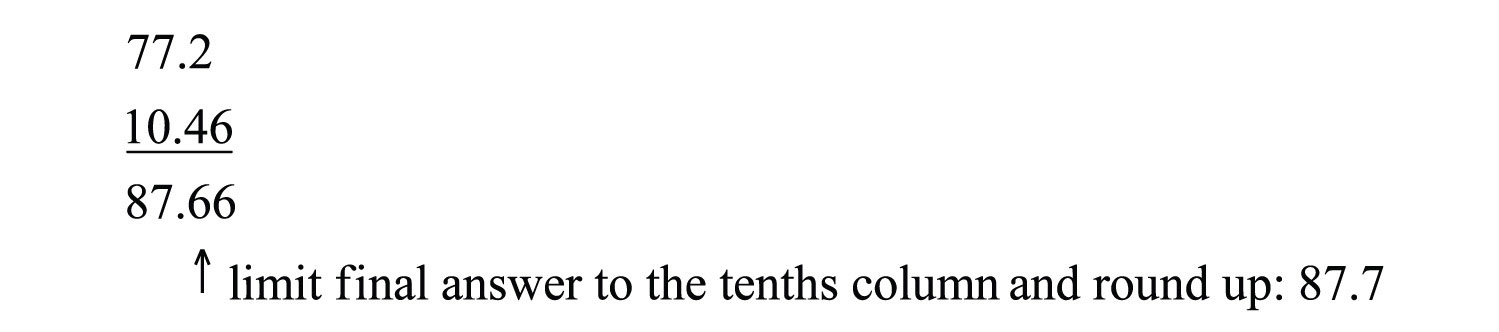 77.2
10.46
87.66
↑ limit final answer to the tenths column and round up: 87.7